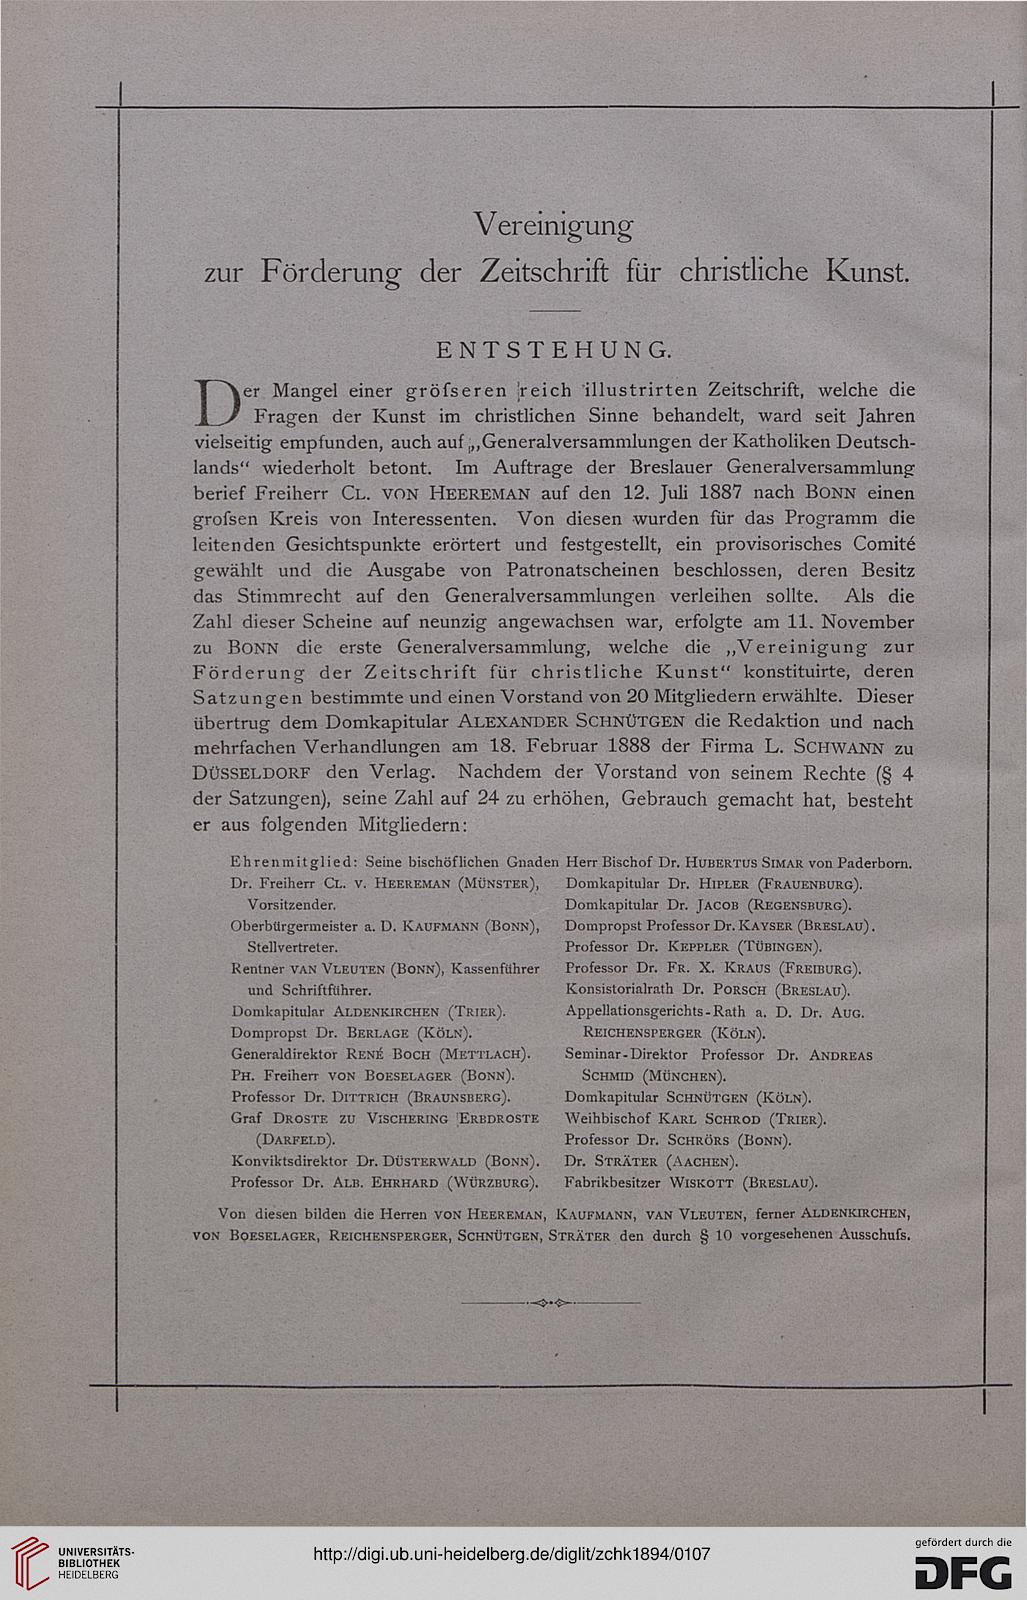 Vereinigung
zur Förderung der Zeitschrift für christliche Kunst.
ENTSTEHUNG.
Der Mangel einer gröfseren reich illustrirten Zeitschrift, welche die
Fragen der Kunst im christlichen Sinne behandelt, ward seit Jahren
vielseitig empfunden, auch auf „Generalversammlungen der Katholiken Deutsch-
lands“ wiederholt betont. Im Auftrage der Breslauer Generalversammlung
berief Freiherr CL. VON HEEREMAN auf den 12. Juli 1887 nach BONN einen
grofsen Kreis von Interessenten. Von diesen wurden für das Programm die
leitenden Gesichtspunkte erörtert und festgestellt, ein provisorisches Comité
gewählt und die Ausgabe von Patronatscheinen beschlossen, deren Besitz
das Stimmrecht auf den Generalversammlungen verleihen sollte. Als die
Zahl dieser Scheine auf neunzig angewachsen war, erfolgte am 11. November
zu BONN die erste Generalversammlung, welche die „Vereinigung zur
Förderung der Zeitschrift für christliche Kunst“ konstituirte, deren
Satzungen bestimmte und einen Vorstand von 20 Mitgliedern erwählte. Dieser
übertrug dem Domkapitular ALEXANDER SCHNÜTGEN die Redaktion und nach
mehrfachen Verhandlungen am 18. Februar 1888 der Firma L. SCHWANN zu
DÜSSELDORF den Verlag. Nachdem der Vorstand von seinem Rechte (§ 4
der Satzungen), seine Zahl auf 24 zu erhöhen, Gebrauch gemacht hat, besteht
er aus folgenden Mitgliedern:
Ehrenmitglied: Seine bischöflichen Gnaden Herr Bischof Dr. HUBERTUS SIMAR von Paderborn.
Dr. Freiherr CL. V. HEEREMAN (MÜNSTER),
Vorsitzender.
Oberbürgermeister a. D. KAUFMANN (BONN),
Stellvertreter.
Rentner VAN VLEUTEN (BONN), Kassenführer
und Schriftführer.
Domkapitular ALDENKIRCHEN (TRIER).
Dompropst Dr. BERLAGE (KÖLN).
Generaldirektor RENÉ BOCH (METTLACH).
PH. Freiherr VON BOESELAGER (BONN).
Professor Dr. DITTRICH (BRAUNSBERG).
Graf DROSTE ZU VISCHERING ERBDROSTE
(DARFELD).
Konviktsdirektor Dr. DÜSTERWALD (BONN).
Professor Dr. ALB. EHRHARD (WÜRZBURG).
Domkapitular Dr. HIPLER (FRAUENBURG).
Domkapitular Dr. JACOB (REGENSBURG).
Dompropst Professor Dr. KAYSER (BRESLAU).
Professor Dr. KEPPLER (TÜBINGEN).
Professor Dr. FR. X. KRAUS (FREIBURG).
Konsistorialrath Dr. PORSCH (BRESLAU).
Appellationsgerichts-Rath a. D. Dr. AUG.
REICHENSPERGER (KÖLN).
Seminar-Direktor Professor Dr. ANDREAS
SCHMID (MÜNCHEN).
Domkapitular SCHNÜTGEN (KÖLN).
Weihbischof KARL SCHROD (TRIER).
Professor Dr. SCHRÖRS (BONN).
Dr. STRÄTER (AACHEN).
Fabrikbesitzer WISKOTT (BRESLAU).
Von diesen bilden die Herren VON HEEREMAN, KAUFMANN, VAN VLEUTEN, ferner ALDENKIRCHEN,
VON BOESELAGER, REICHENSPERGER, SCHNÜTGEN, STRÄTER den durch § 10 vorgesehenen Ausschufs.
UNIVERSITÄTS-
BIBLIOTHEK
HEIDELBERG
http://digi.ub.uni-heidelberg.de/diglit/zchk1894/0107
gefördert durch die
DFG